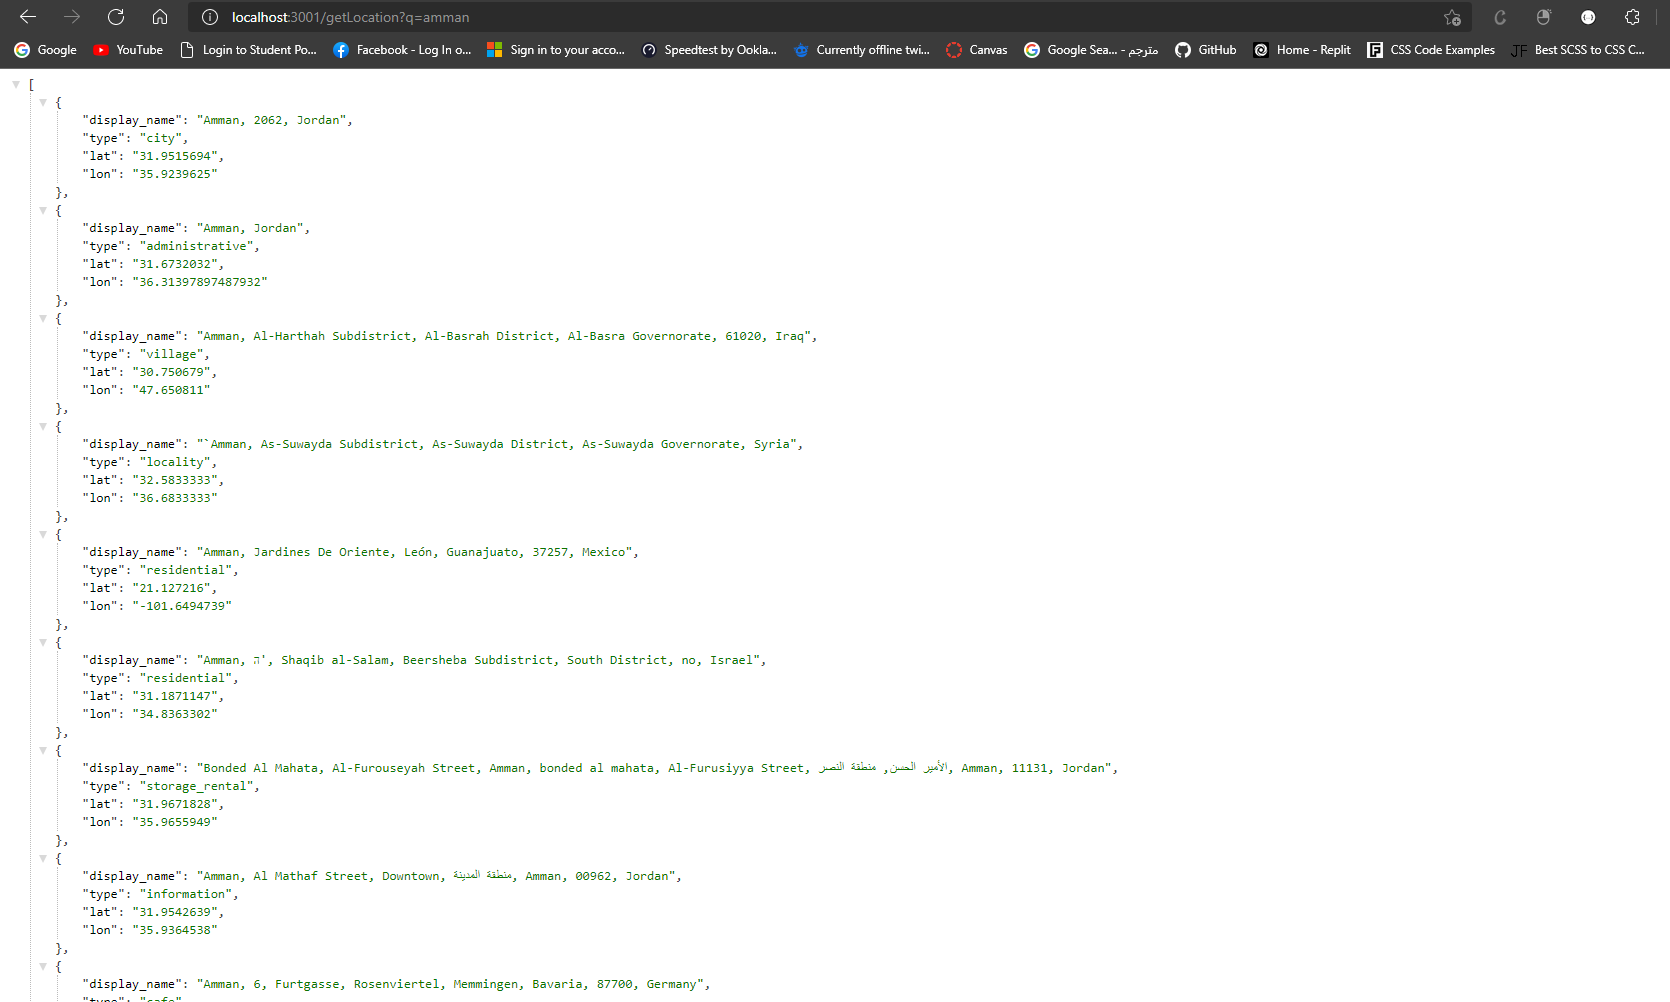 localhost:3001/getLocation?q=amman
Google YouTube Login to Student Po... Facebook - Log In o... Sign in to your acco... Speedtest by Ookla... Currently offline twi... Canvas Google Sea... - مترجم GitHub Home - Replit CSS Code Examples JF Best SCSS to CSS C...
[
{
"display_name": "Amman, 2062, Jordan",
"type": "city",
"lat": "31.9515694",
"lon": "35.9239625"
},
{
"display_name": "Amman, Jordan",
"type": "administrative",
"lat": "31.6732032",
"lon": "36.31397897487932"
},
{
"display_name": "Amman, Al-Harthah Subdistrict, Al-Basrah District, Al-Basra Governorate, 61020, Iraq",
"type": "village",
"lat": "30.750679",
"lon": "47.650811"
},
{
"display_name": "`Amman, As-Suwayda Subdistrict, As-Suwayda District, As-Suwayda Governorate, Syria",
"type": "locality",
"lat": "32.5833333",
"lon": "36.6833333"
},
{
"display_name": "Amman, Jardines De Oriente, León, Guanajuato, 37257, Mexico",
"type": "residential",
"lat": "21.127216",
"lon": "-101.6494739"
},
{
"display_name": "Amman, ה', Shaqib al-Salam, Beersheba Subdistrict, South District, no, Israel",
"type": "residential",
"lat": "31.1871147",
"lon": "34.8363302"
},
{
"display_name": "Bonded Al Mahata, Al-Furouseyah Street, Amman, bonded al mahata, Al-Furusiyya Street, الأمير الحسن, منطقة النصر, Amman, 11131, Jordan",
"type": "storage_rental",
"lat": "31.9671828",
"lon": "35.9655949"
},
{
"display_name": "Amman, Al Mathaf Street, Downtown, منطقة المدينة, Amman, 00962, Jordan",
"type": "information",
"lat": "31.9542639",
"lon": "35.9364538"
},
{
"display_name": "Amman, 6, Furtgasse, Rosenviertel, Memmingen, Bavaria, 87700, Germany",
"type": "cafe"